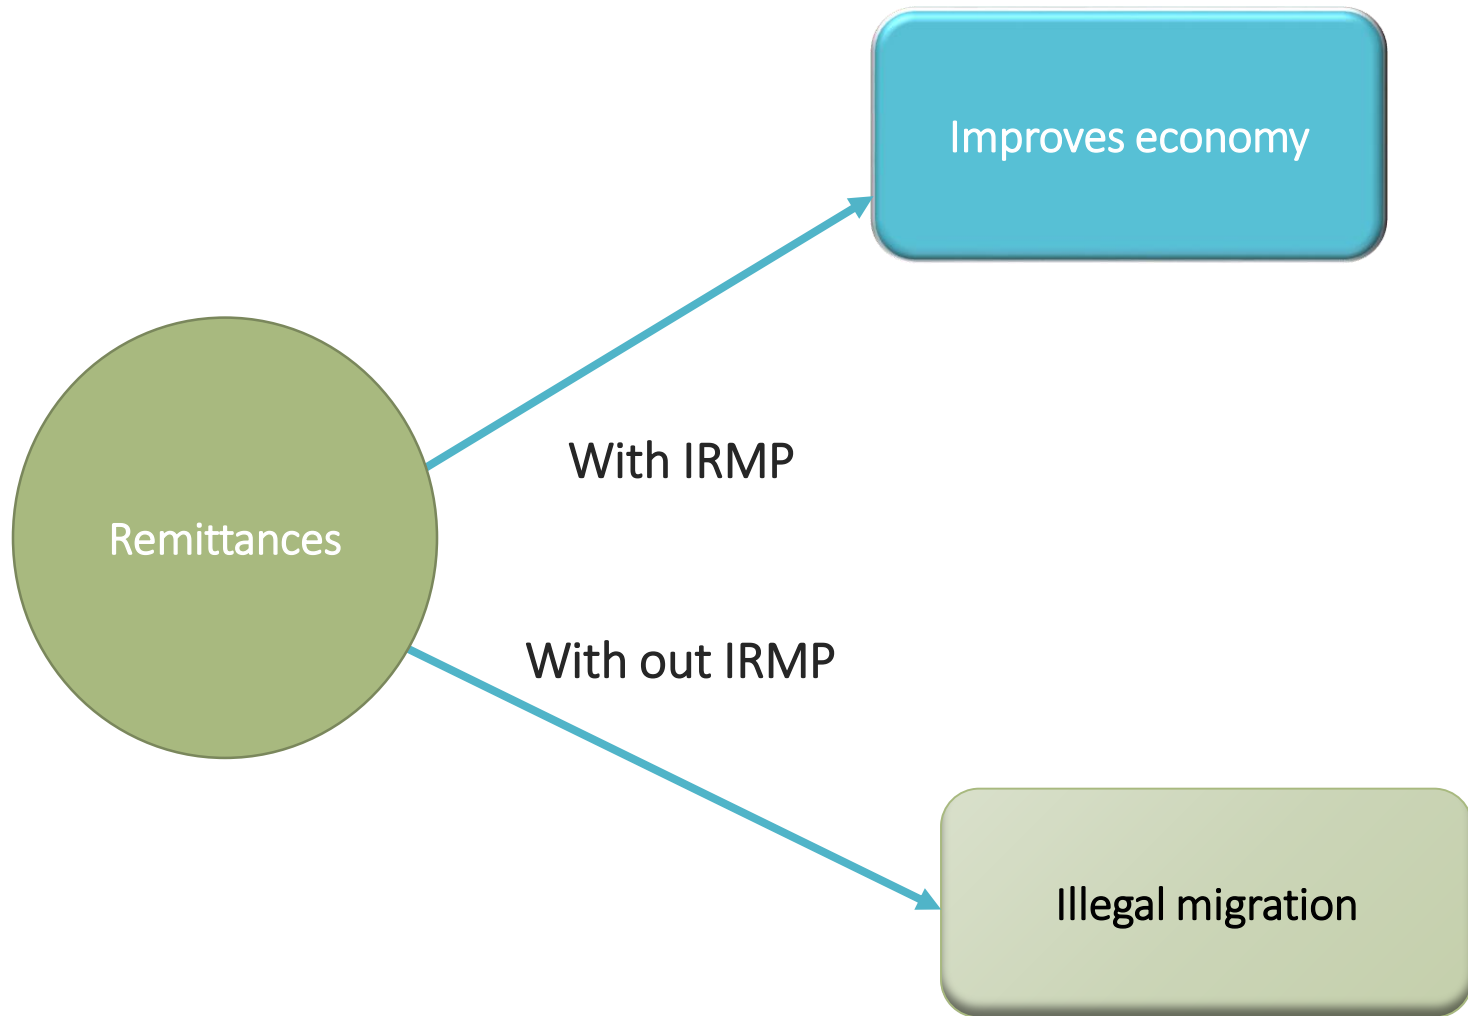 Improves economy
With IRMP
Remittances
With out IRMP
Illegal migration